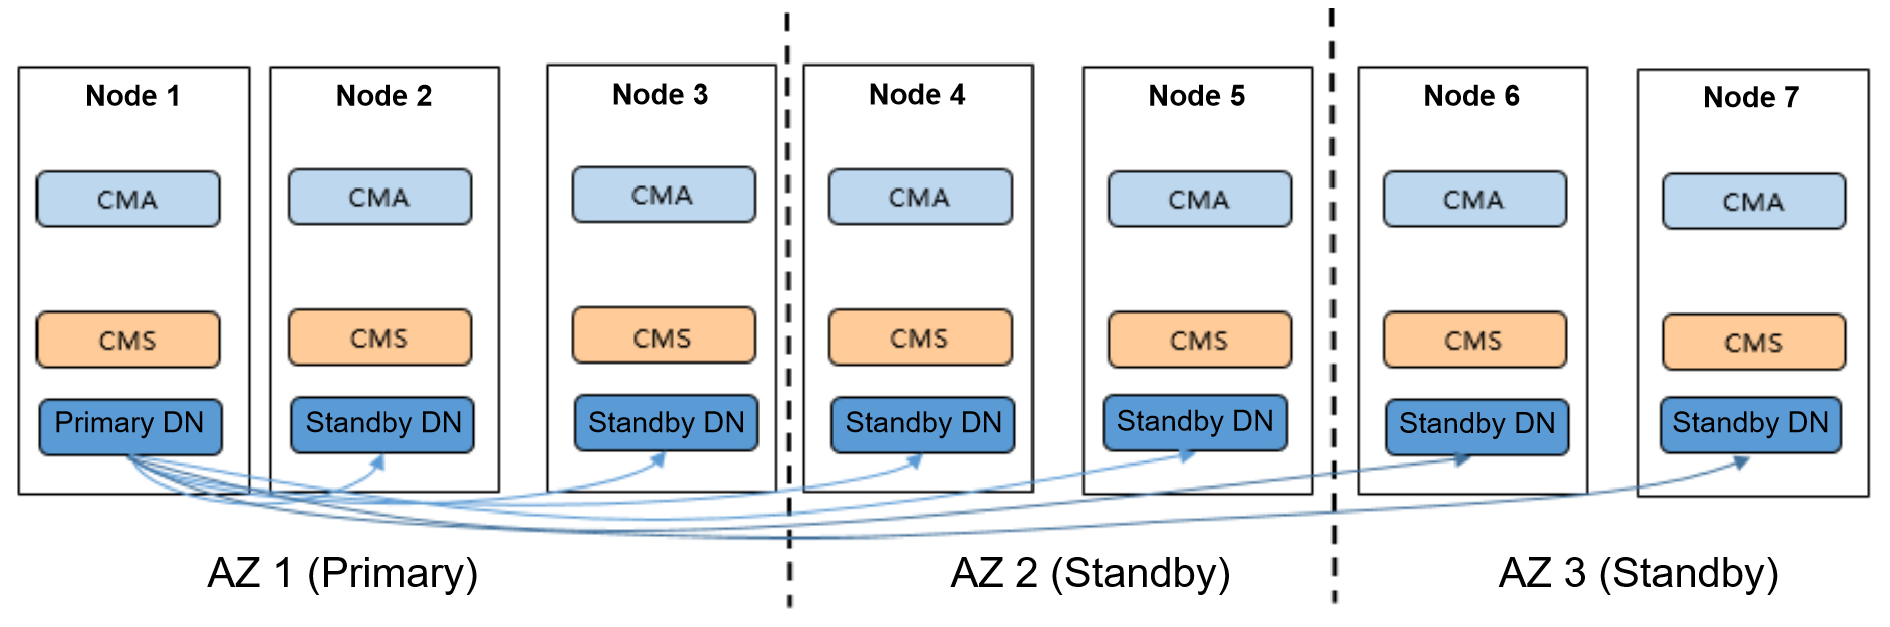 Node 1
Node 2
Node 3
Node 4
Node 5
Node 6
Node 7
CMA
CMA
CMA
CMA
CMA
CMA
CMA
CMS
CMS
CMS
CMS
CMS
CMS
CMS
Primary DN
Standby DN
Standby DN
Standby DN
Standby DN
Standby DN
Standby DN
AZ 1 (Primary)
AZ 2 (Standby)
AZ 3 (Standby)